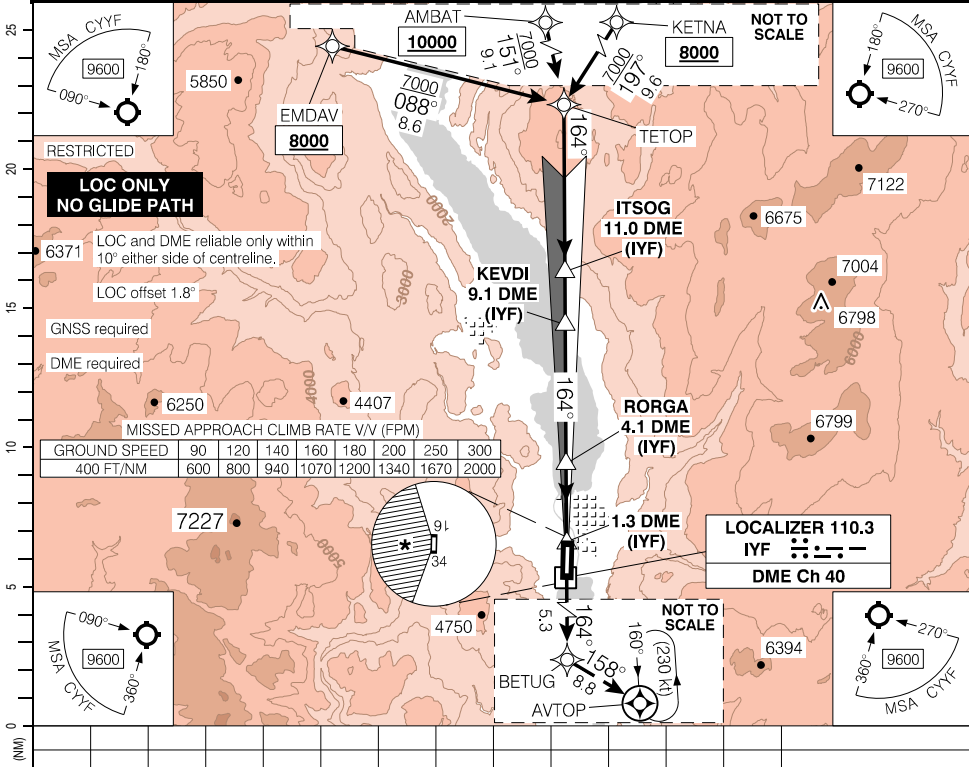 25
20
15
10
5
0
(NM)
MSA CYYF
9600
180°
090°
AMBAT
10000
7000
151°
9.1
KETNA
8000
7000
197°
9.6
NOT TO
SCALE
MSA CYYF
9600
180°
270°
5850
EMDAV
8000
7000
088°
8.6
TETOP
164°
RESTRICTED
LOC ONLY
NO GLIDE PATH
LOC and DME reliable only within
10° either side of centreline.
LOC offset 1.8°
GNSS required
DME required
6371
2000
3000
4000
ITSOG
11.0 DME
(IYF)
KEVDI
9.1 DME
(IYF)
7122
6675
7004
6798
6000
164°
RORGA
4.1 DME
(IYF)
6250
4407
6799
MISSED APPROACH CLIMB RATE V/V (FPM)
GROUND SPEED 90 120 140 160 180 200 250 300
400 FT/NM 600 800 940 1070 1200 1340 1670 2000
7227
5000
*
16
34
1.3 DME
(IYF)
LOCALIZER 110.3
IYF
DME Ch 40
4750
6394
090°
360°
MSA CYYF
9600
5.3
164°
BETUG
158°
8.8
AVTOP
160°
(230 kt)
NOT TO
SCALE
270°
360°
9600
MSA CYYF